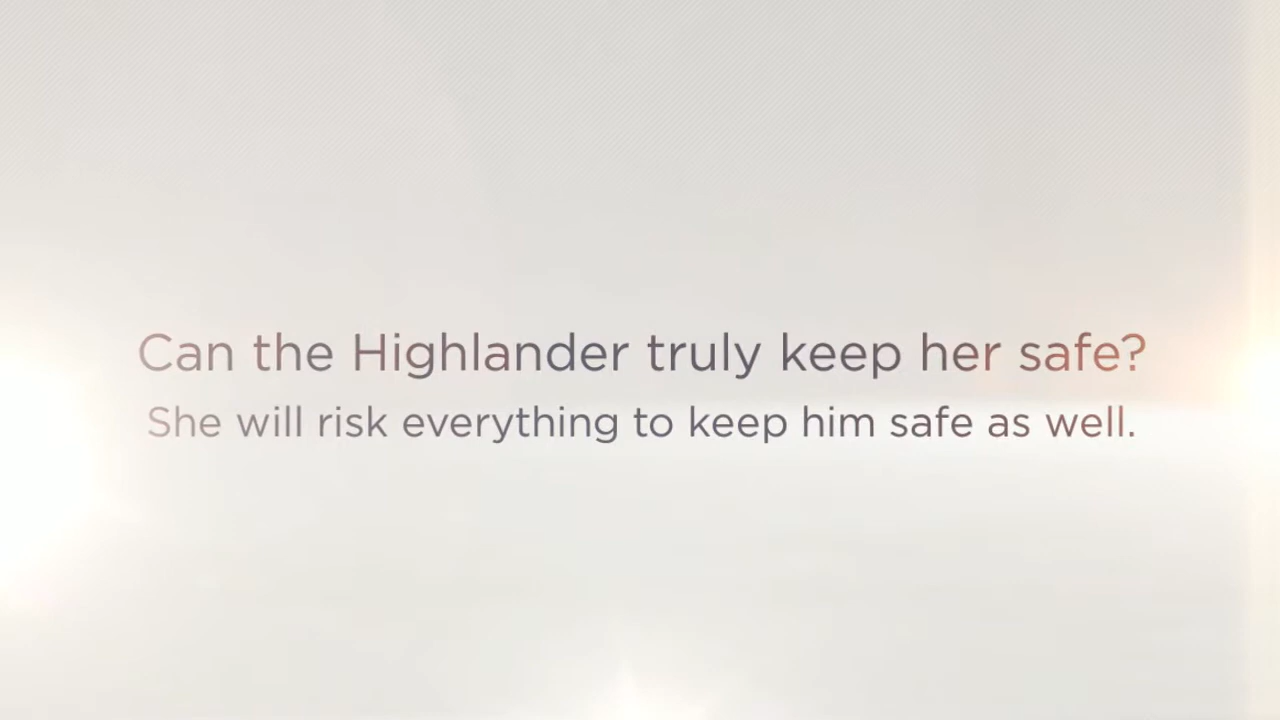 Can the Highlander truly keep her safe?
She will risk everything to keep him safe as well.